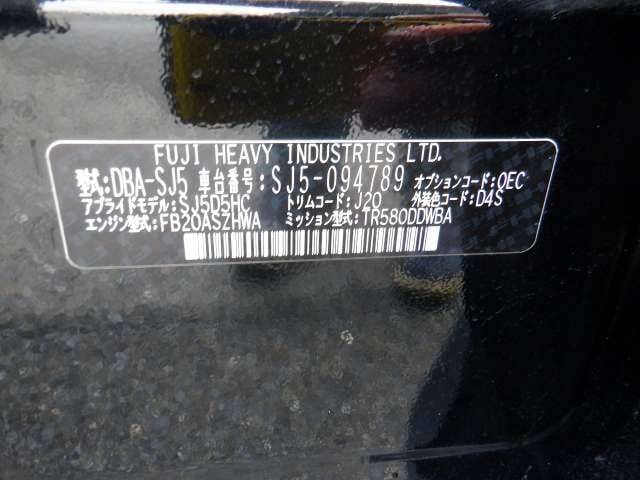 FUJI HEAVY INDUSTRIES LTD.
型式:DBA-SJ5 車台番号:SJ5-094789 オプションコード:QEC
アプライドモデル:SJ5D5HC トリムコード:J20 外装色コード:D4S
エンジン型式:FB20ASZHWA ミッション型式:TR580DDWBA